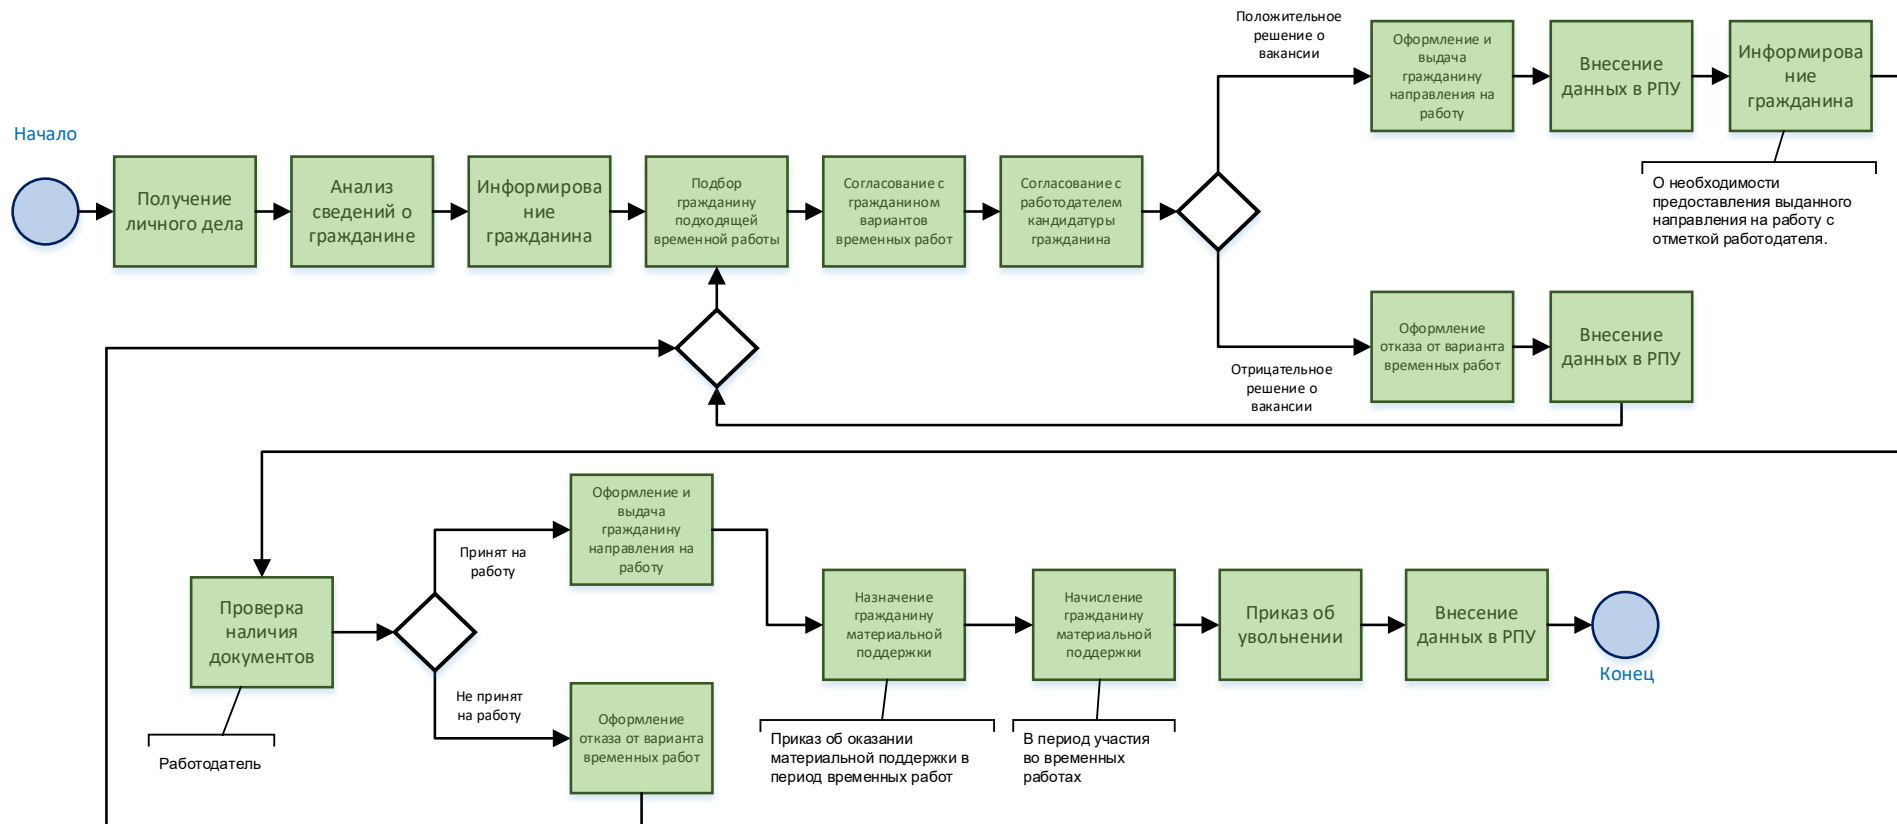 Начало
Получение
личного дела
Анализ
сведений о
гражданине
Информирова
ние
гражданина
Подбор
гражданину
подходящей
временной работы
Согласование с
гражданином
вариантов
временных работ
Согласование с
работодателем
кандидатуры
гражданина
Положительное
решение о
вакансии
Оформление и
выдача
гражданину
направления на
работу
Внесение
данных в РПУ
Информирова
ние
гражданина
О необходимости
предоставления выданного
направления на работу с
отметкой работодателя.
Отрицательное
решение о
вакансии
Оформление
отказа от варианта
временных работ
Внесение
данных в РПУ
Проверка
наличия
документов
Работодатель
Принят на
работу
Оформление и
выдача
гражданину
направления на
работу
Не принят
на работу
Оформление
отказа от варианта
временных работ
Назначение
гражданину
материальной
поддержки
Приказ об оказании
материальной поддержки в
период временных работ
Начисление
гражданину
материальной
поддержки
В период участия
во временных
работах
Приказ об
увольнении
Внесение
данных в РПУ
Конец